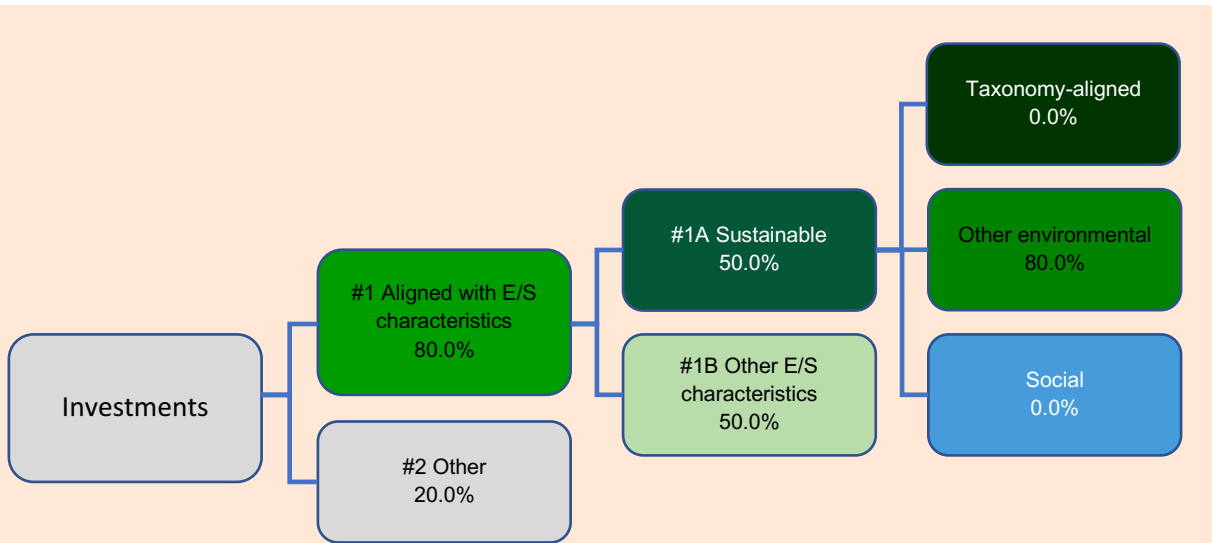 Investments
#1 Aligned with E/S
characteristics
80.0%
#2 Other
20.0%
#1A Sustainable
50.0%
#1B Other E/S
characteristics
50.0%
Taxonomy-aligned
0.0%
Other environmental
80.0%
Social
0.0%